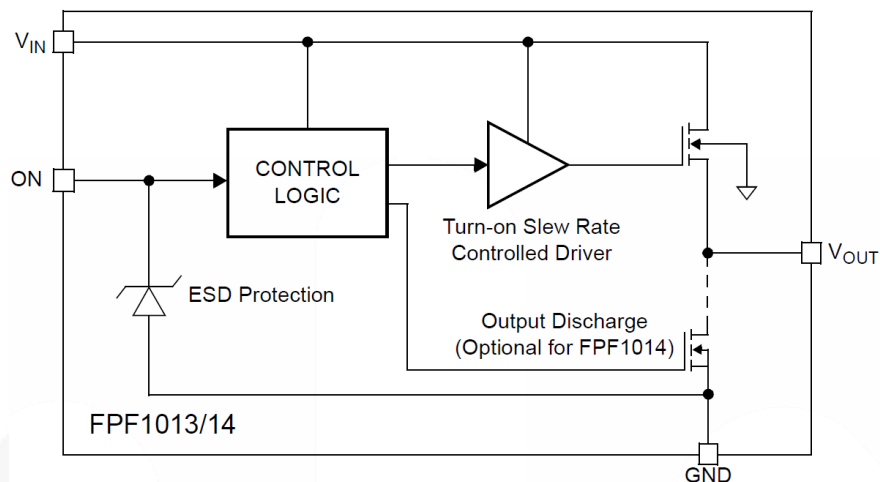 VIN
ON
CONTROL
LOGIC
Turn-on Slew Rate
Controlled Driver
VOUT
ESD Protection
Output Discharge
(Optional for FPF1014)
FPF1013/14
GND